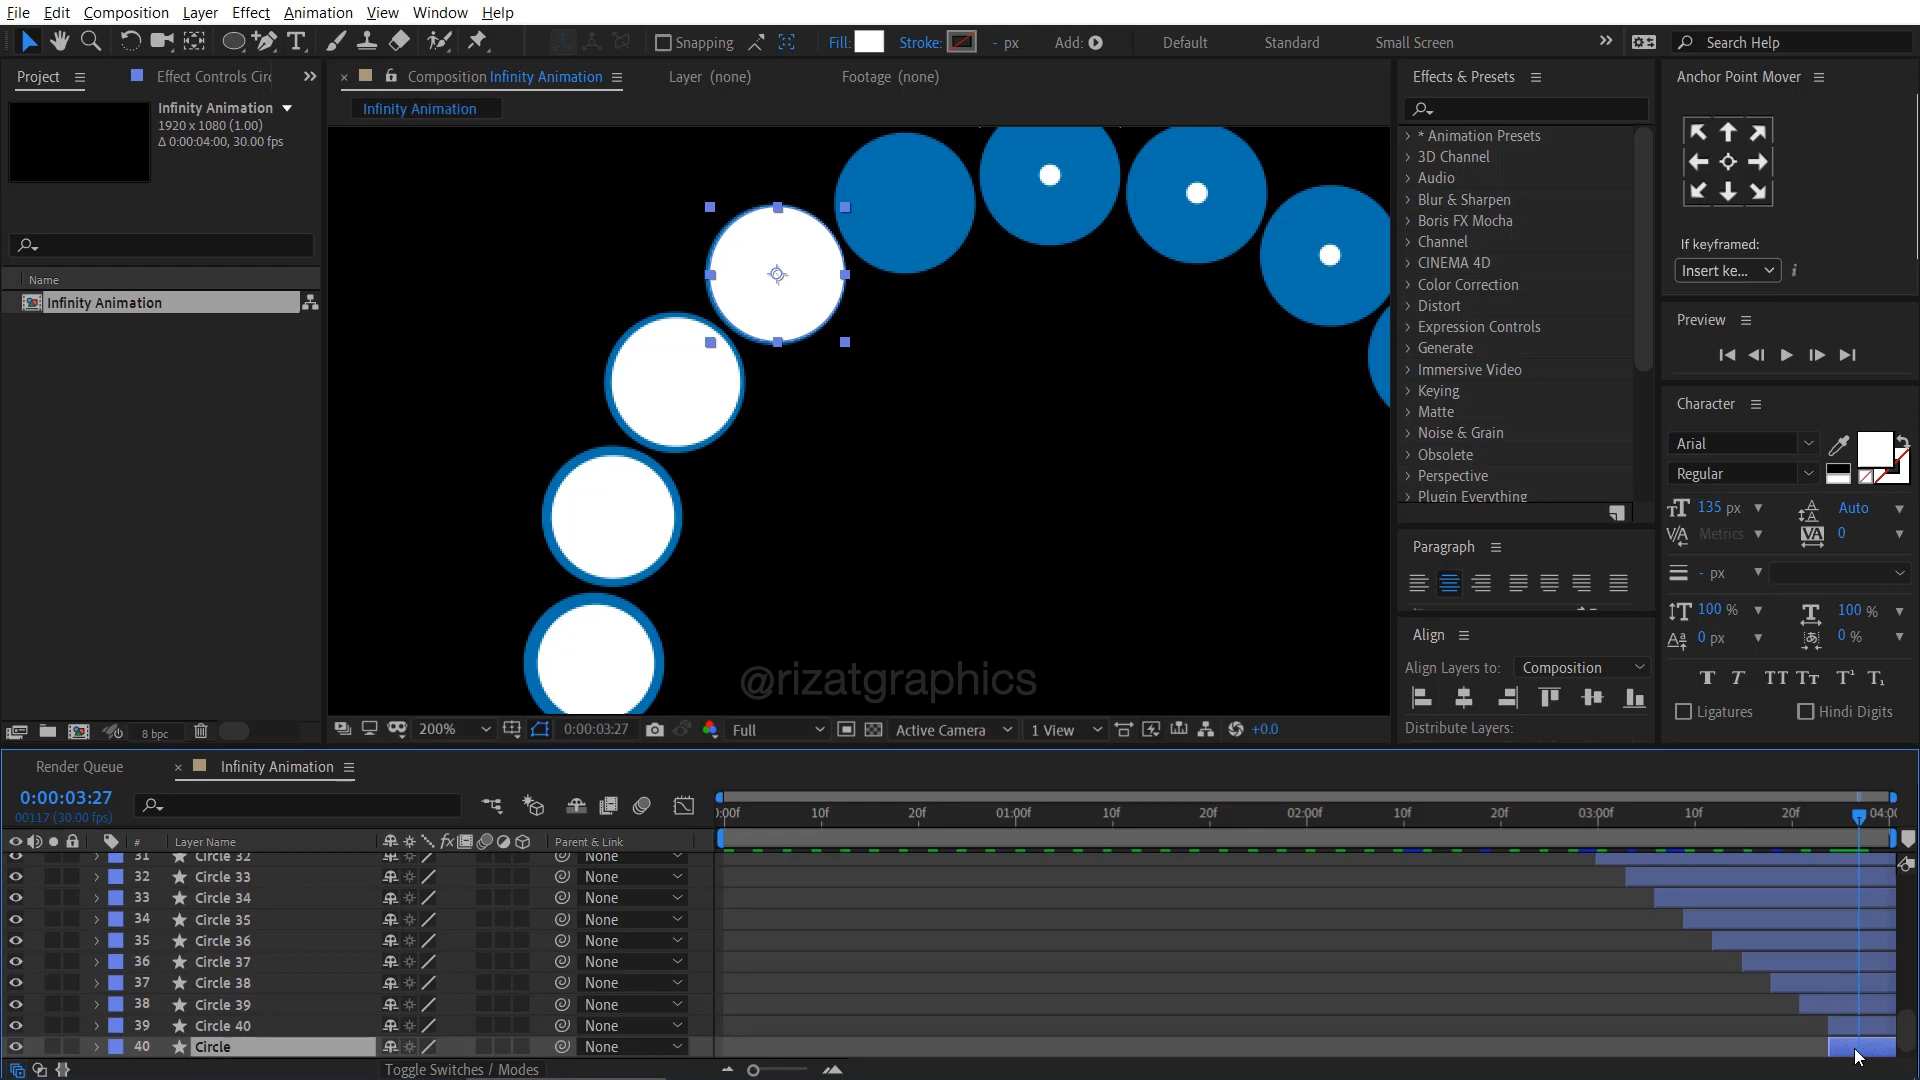 File Edit Composition Layer Effect Animation View Window Help
Snapping
Fill: Stroke: - px Add:
Default Standard Small Screen
Search Help
Project
Effect Controls Circ
Composition Infinity Animation
Layer (none)
Footage (none)
Effects & Presets
Anchor Point Mover
Infinity Animation
1920 x 1080 (1.00)
Δ 0:00:04:00, 30.00 fps
Infinity Animation
* Animation Presets
3D Channel
Audio
Blur & Sharpen
Boris FX Mocha
Channel
CINEMA 4D
Color Correction
Distort
Expression Controls
Generate
Immersive Video
Keying
Matte
Noise & Grain
Obsolete
Perspective
Plugin Everything
If keyframed:
Insert ke...
Name
Infinity Animation
Preview
Character
Arial
Regular
135 px
Auto
Metrics
0
- px
100 %
100 %
0 px
0 %
Ligatures
Hindi Digits
Paragraph
Align
Align Layers to: Composition
Distribute Layers:
@rizatgraphics
8 bpc
200%
0:00:03:27
Full
Active Camera
1 View
+0.0
Render Queue
Infinity Animation
0:00:03:27
00117 (30.00 fps)
):00f 10f 20f 01:00f 10f 20f 02:00f 10f 20f 03:00f 10f 20f 04:00
# Layer Name
Parent & Link
31 Circle 32 None
32 Circle 33 None
33 Circle 34 None
34 Circle 35 None
35 Circle 36 None
36 Circle 37 None
37 Circle 38 None
38 Circle 39 None
39 Circle 40 None
40 Circle None
Toggle Switches / Modes